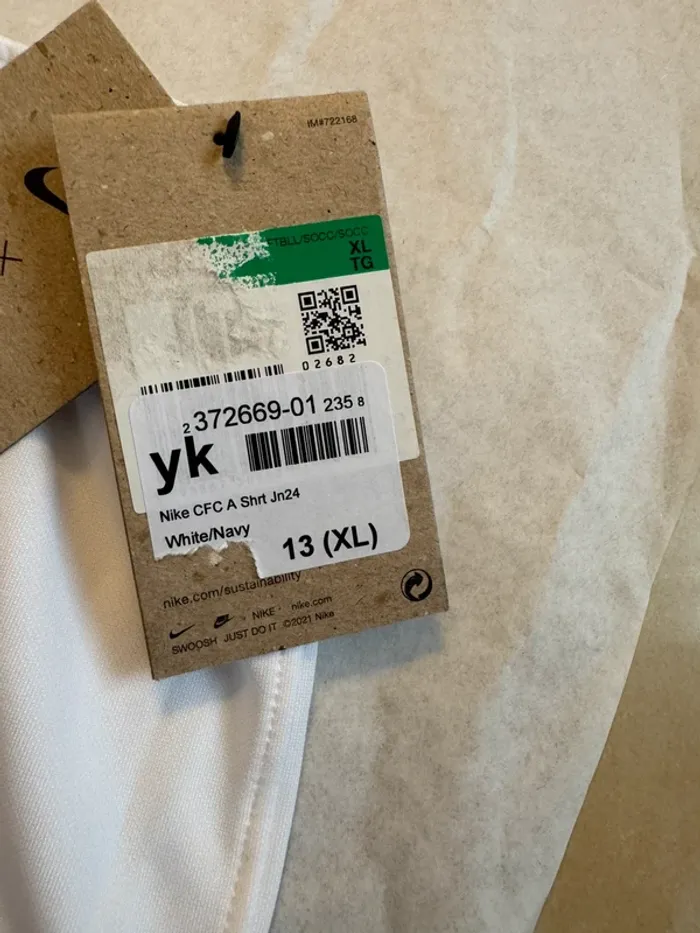 IM#722168
FTBLL/SOCC/SOCC
XL
TG
02682
2 372669-01 235 8
yk
Nike CFC A Shrt Jn24
White/Navy
13 (XL)
nike.com/sustainability
NIKE nike.com
SWOOSH JUST DO IT ©2021 Nike